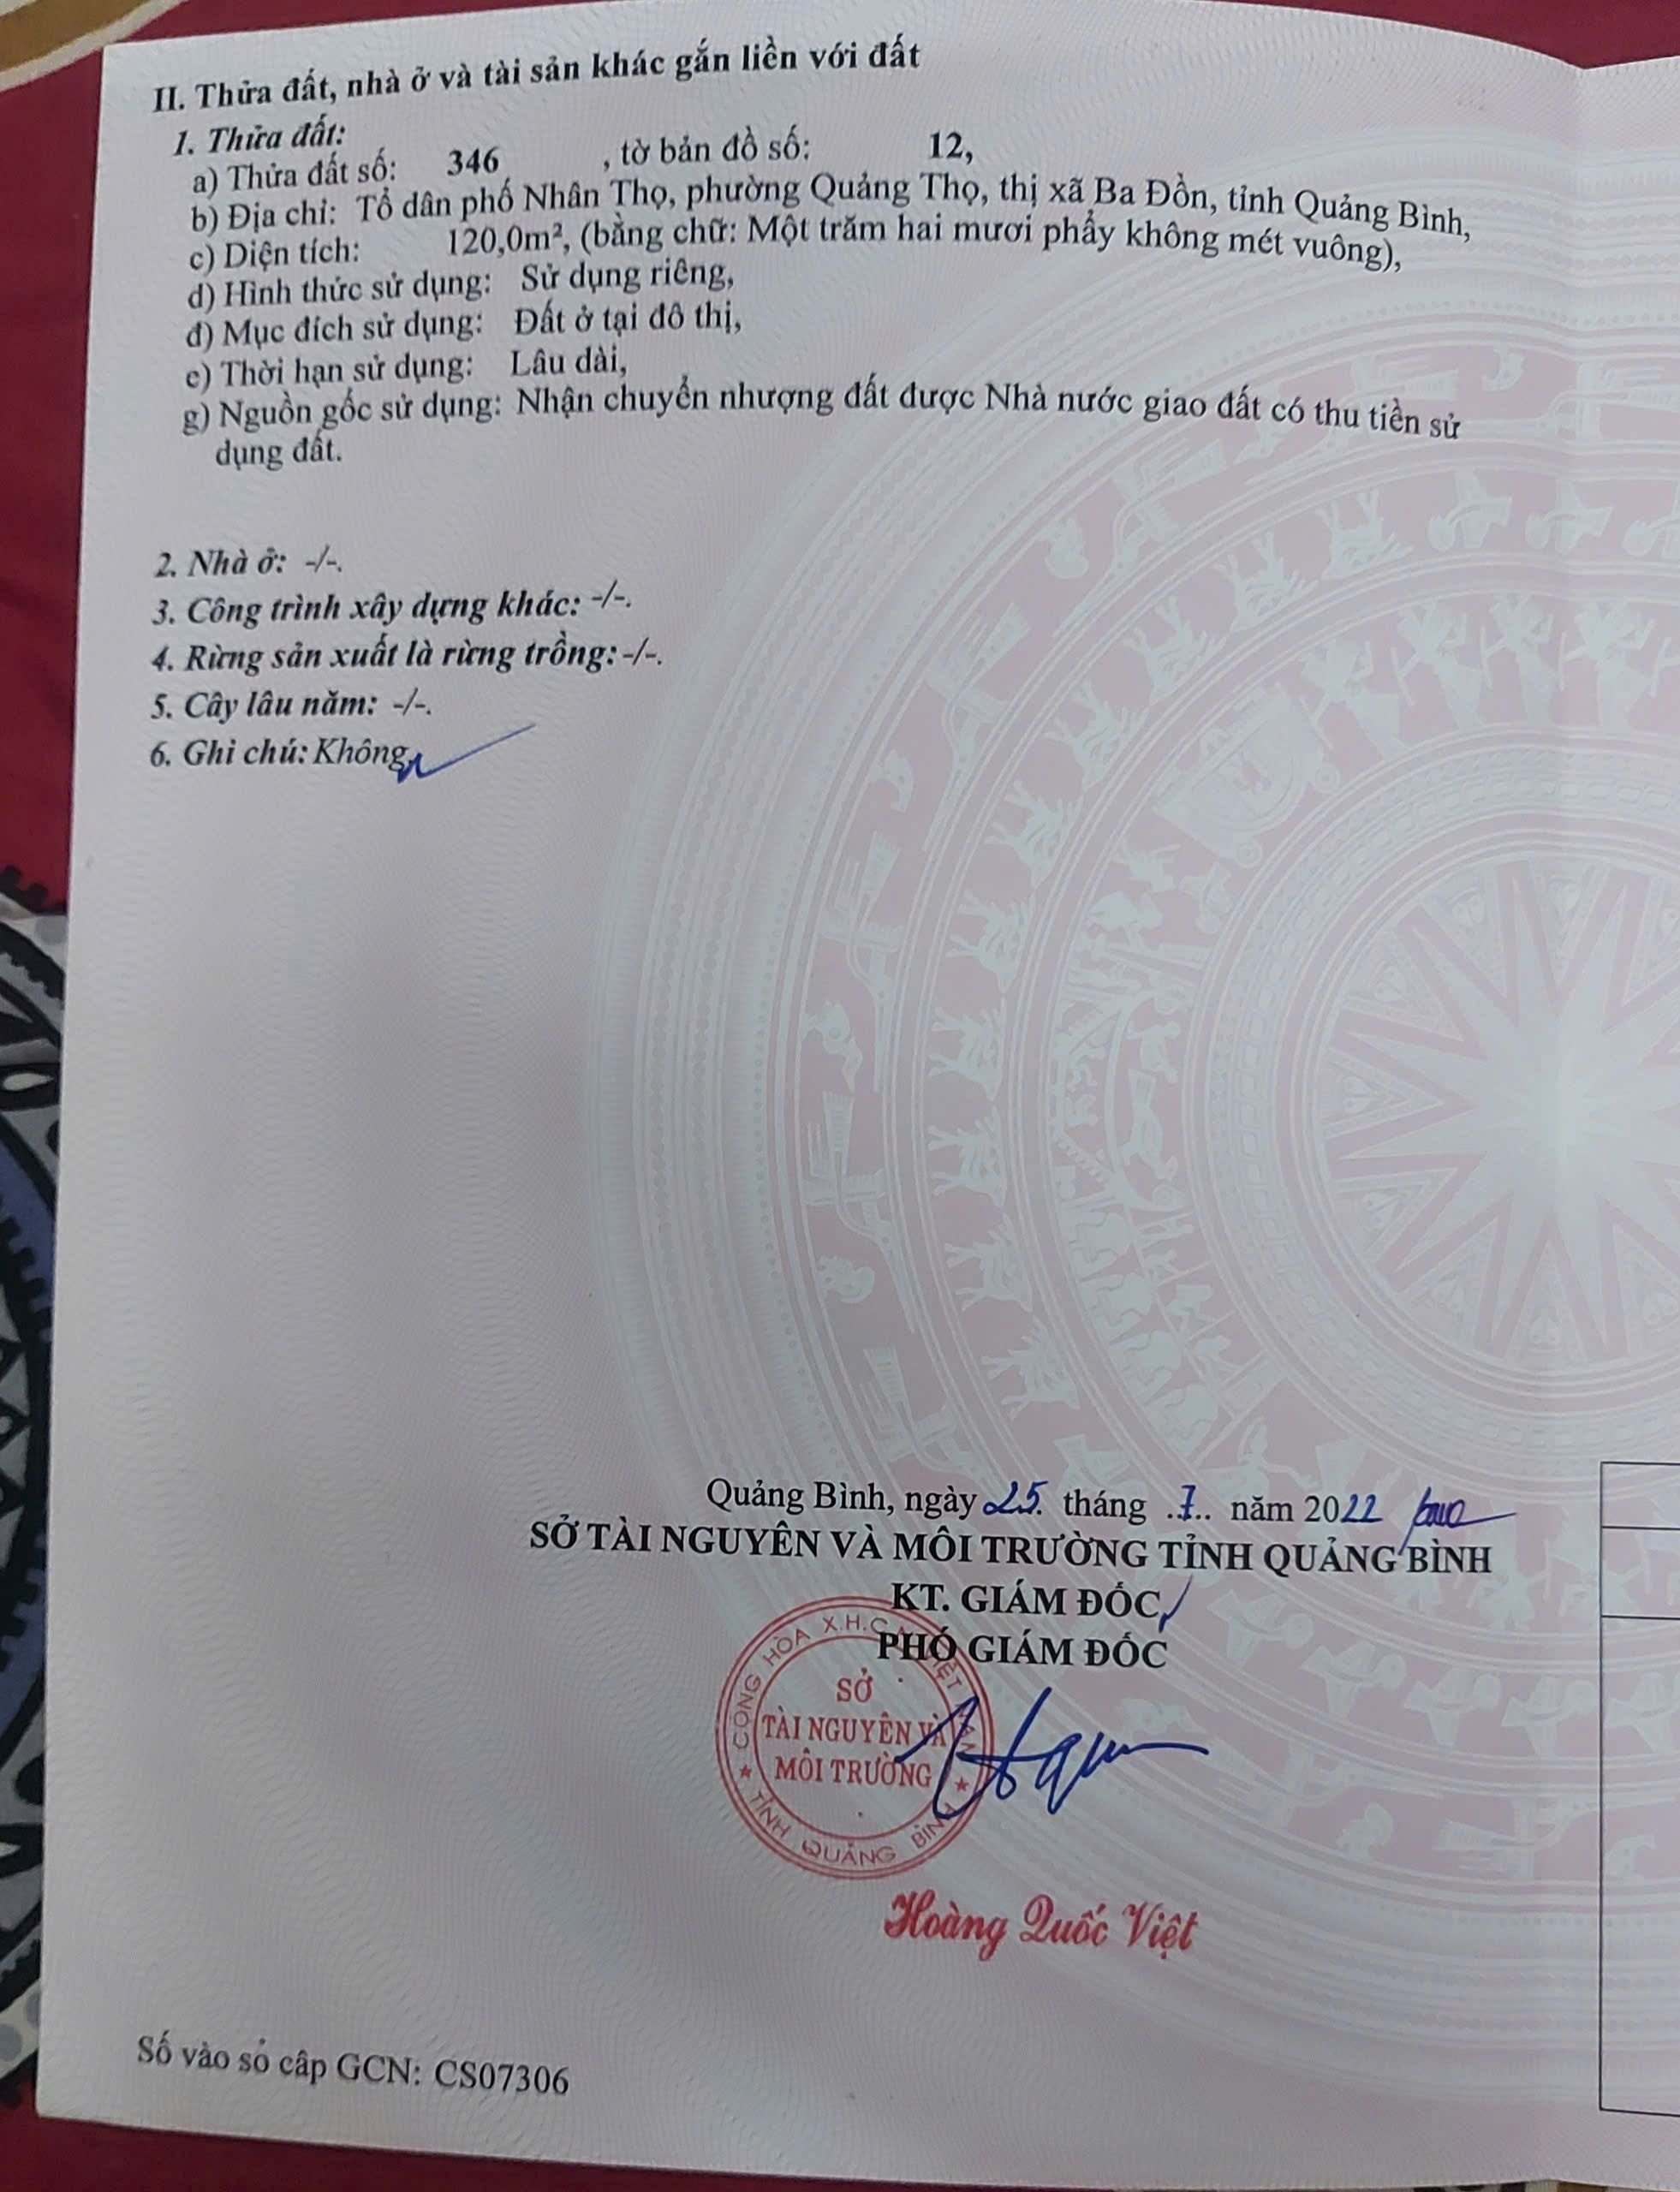 II. Thửa đất, nhà ở và tài sản khác gắn liền với đất
1. Thửa đất:
a) Thửa đất số: 346 , tờ bản đồ số: 12,
b) Địa chỉ: Tổ dân phố Nhân Thọ, phường Quảng Thọ, thị xã Ba Đồn, tỉnh Quảng Bình,
c) Diện tích: 120,0m², (bằng chữ: Một trăm hai mươi phẩy không mét vuông),
d) Hình thức sử dụng: Sử dụng riêng,
đ) Mục đích sử dụng: Đất ở tại đô thị,
e) Thời hạn sử dụng: Lâu dài,
g) Nguồn gốc sử dụng: Nhận chuyển nhượng đất được Nhà nước giao đất có thu tiền sử
dụng đất.
2. Nhà ở: -/-.
3. Công trình xây dựng khác: -/-.
4. Rừng sản xuất là rừng trồng: -/-.
5. Cây lâu năm: -/-.
6. Ghi chú: Không
Quảng Bình, ngày 25. tháng ..7.. năm 2022
SỞ TÀI NGUYÊN VÀ MÔI TRƯỜNG TỈNH QUẢNG BÌNH
KT. GIÁM ĐỐC
PHÓ GIÁM ĐỐC
CỘNG HÒA X.H.C.N VIỆT NAM
SỞ
TÀI NGUYÊN VÀ
MÔI TRƯỜNG
TỈNH QUẢNG BÌNH
Hoàng Quốc Việt
Số vào sổ cấp GCN: CS07306